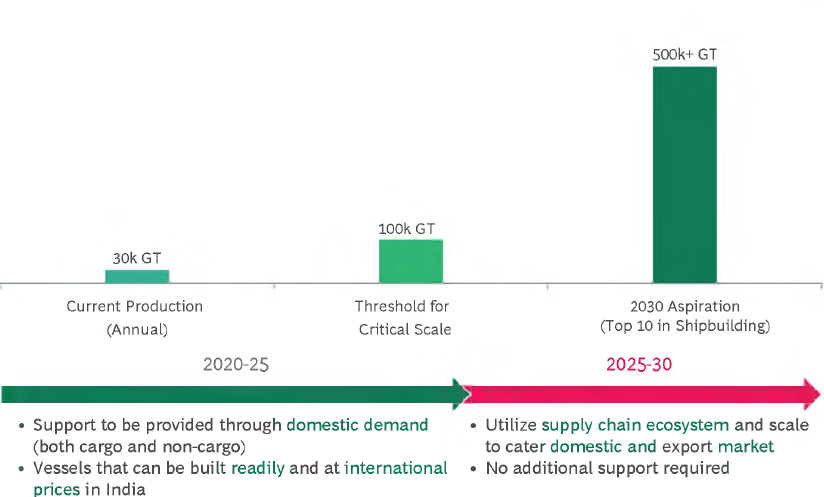 500k+ GT
100k GT
30k GT
Current Production
(Annual)
Threshold for
Critical Scale
2030 Aspiration
(Top 10 in Shipbuilding)
2020-25
2025-30
• Support to be provided through domestic demand
(both cargo and non-cargo)
• Vessels that can be built readily and at international
prices in India
• Utilize supply chain ecosystem and scale
to cater domestic and export market
• No additional support required